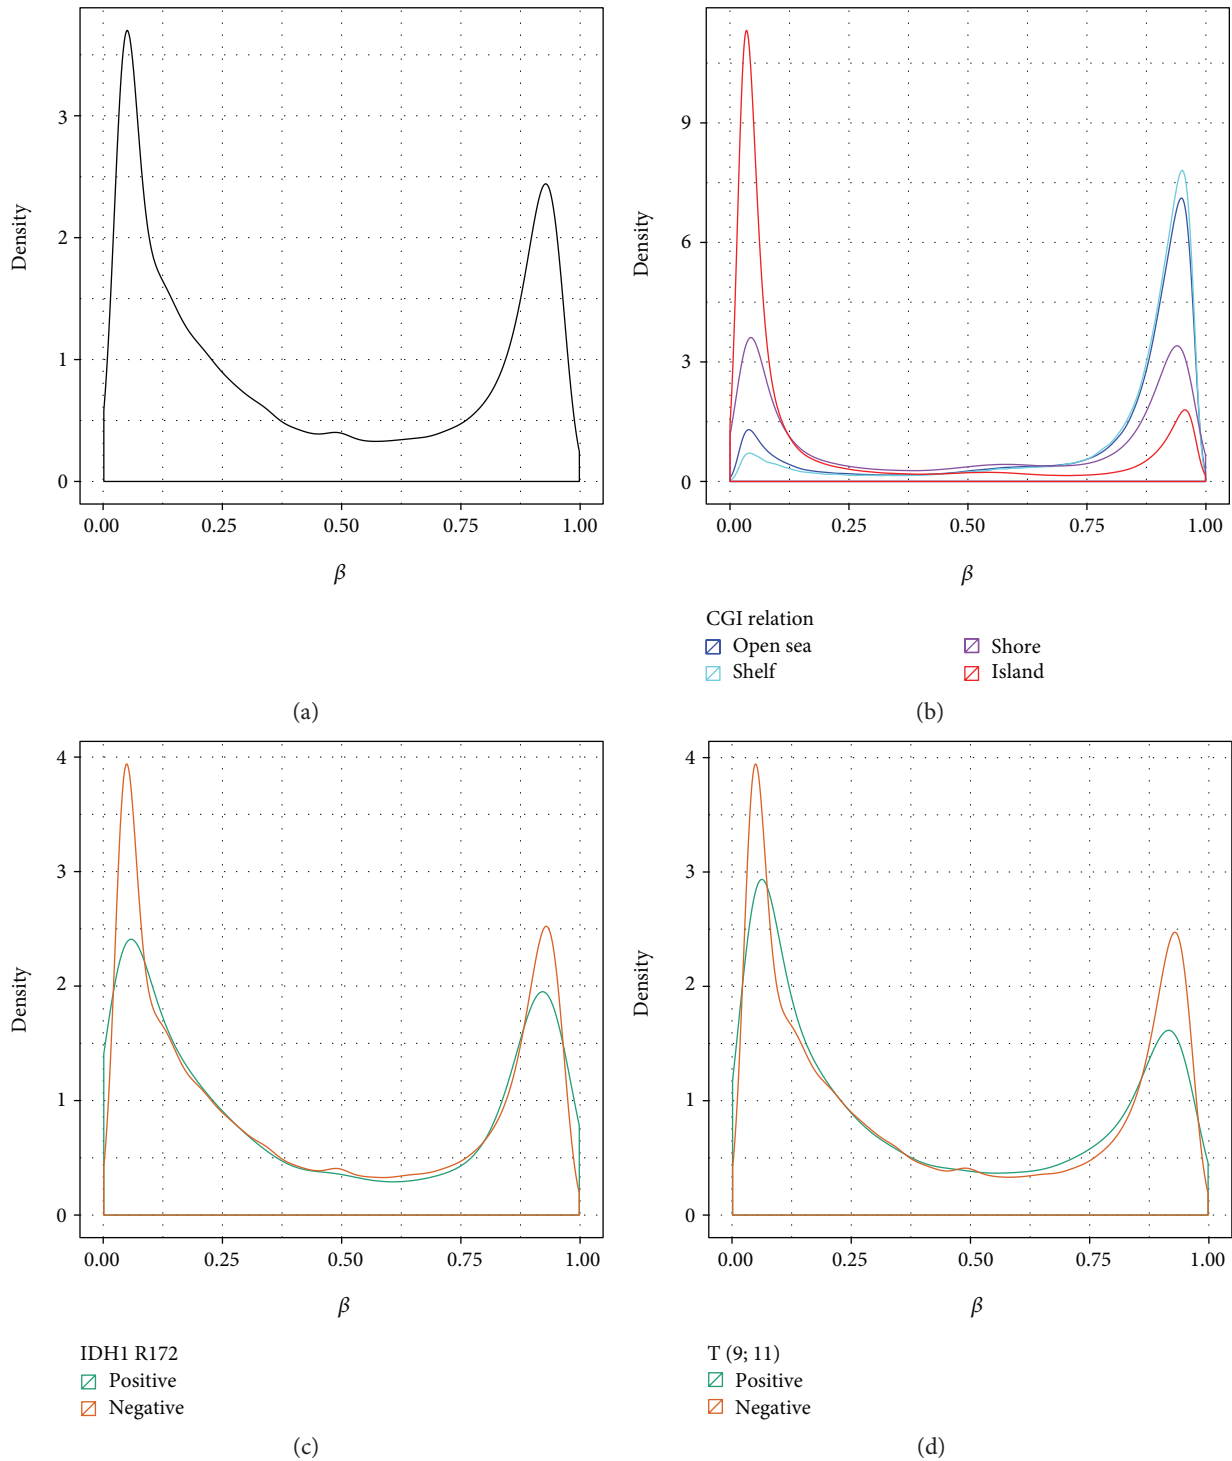 Density
3
2
1
0
0.00 0.25 0.50 0.75 1.00
β
(a)
Density
9
6
3
0
0.00 0.25 0.50 0.75 1.00
β
CGI relation
Open sea Shore
Shelf Island
(b)
Density
4
3
2
1
0
0.00 0.25 0.50 0.75 1.00
β
IDH1 R172
Positive
Negative
(c)
Density
4
3
2
1
0
0.00 0.25 0.50 0.75 1.00
β
T (9; 11)
Positive
Negative
(d)